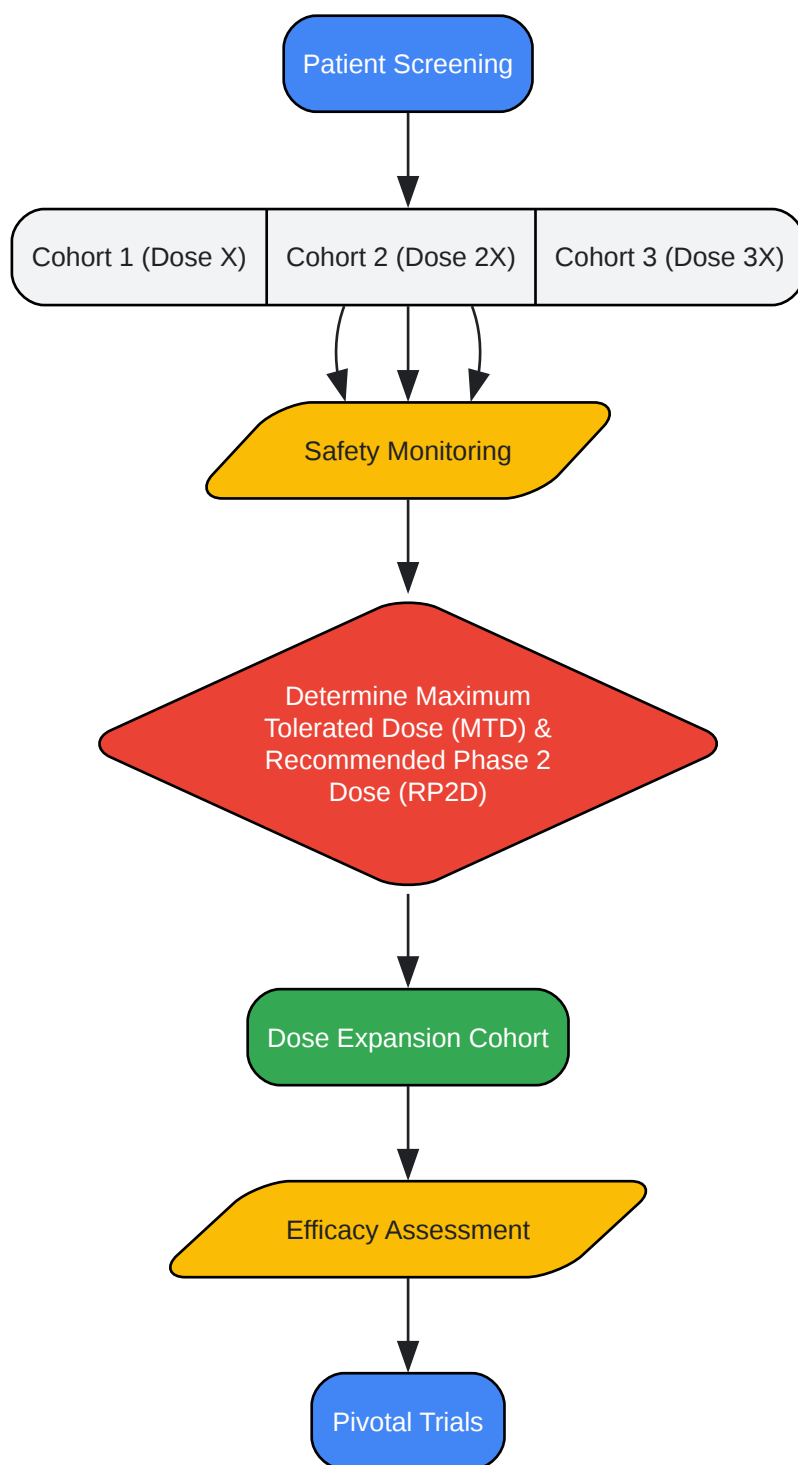 Patient Screening
Cohort 1 (Dose X)
Cohort 2 (Dose 2X)
Cohort 3 (Dose 3X)
Safety Monitoring
Determine Maximum
Tolerated Dose (MTD) &
Recommended Phase 2
Dose (RP2D)
Dose Expansion Cohort
Efficacy Assessment
Pivotal Trials